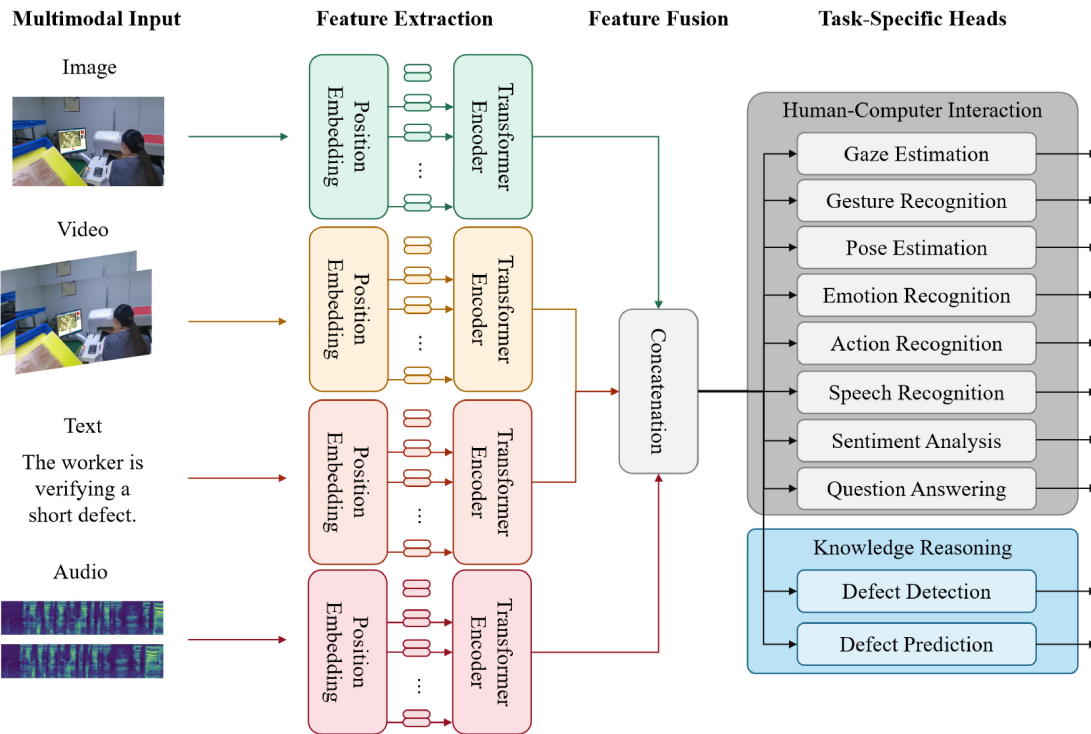 Multimodal Input
Feature Extraction
Feature Fusion
Task-Specific Heads
Image
Position
Embedding
...
Transformer
Encoder
Video
Position
Embedding
...
Transformer
Encoder
Text
The worker is
verifying a
short defect.
Position
Embedding
...
Transformer
Encoder
Audio
Position
Embedding
...
Transformer
Encoder
Concatenation
Human-Computer Interaction
Gaze Estimation
Gesture Recognition
Pose Estimation
Emotion Recognition
Action Recognition
Speech Recognition
Sentiment Analysis
Question Answering
Knowledge Reasoning
Defect Detection
Defect Prediction